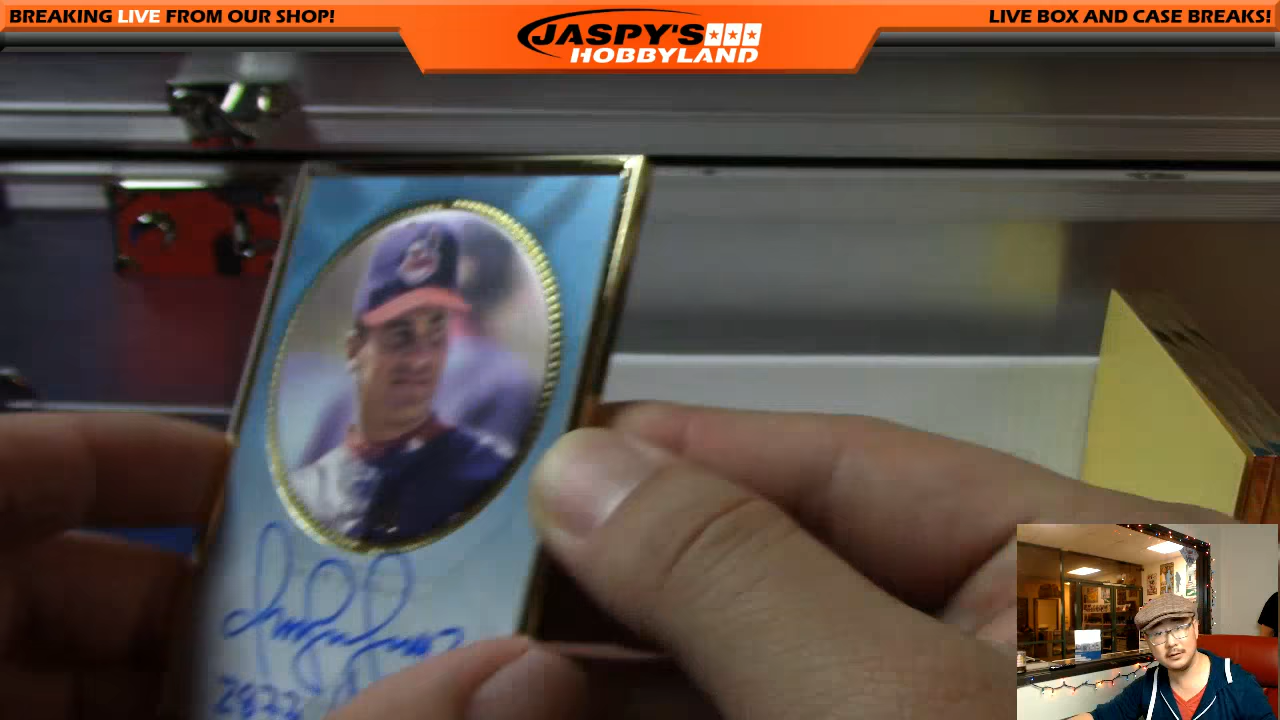 BREAKING LIVE FROM OUR SHOP!
JASPY'S
HOBBYLAND
LIVE BOX AND CASE BREAKS!